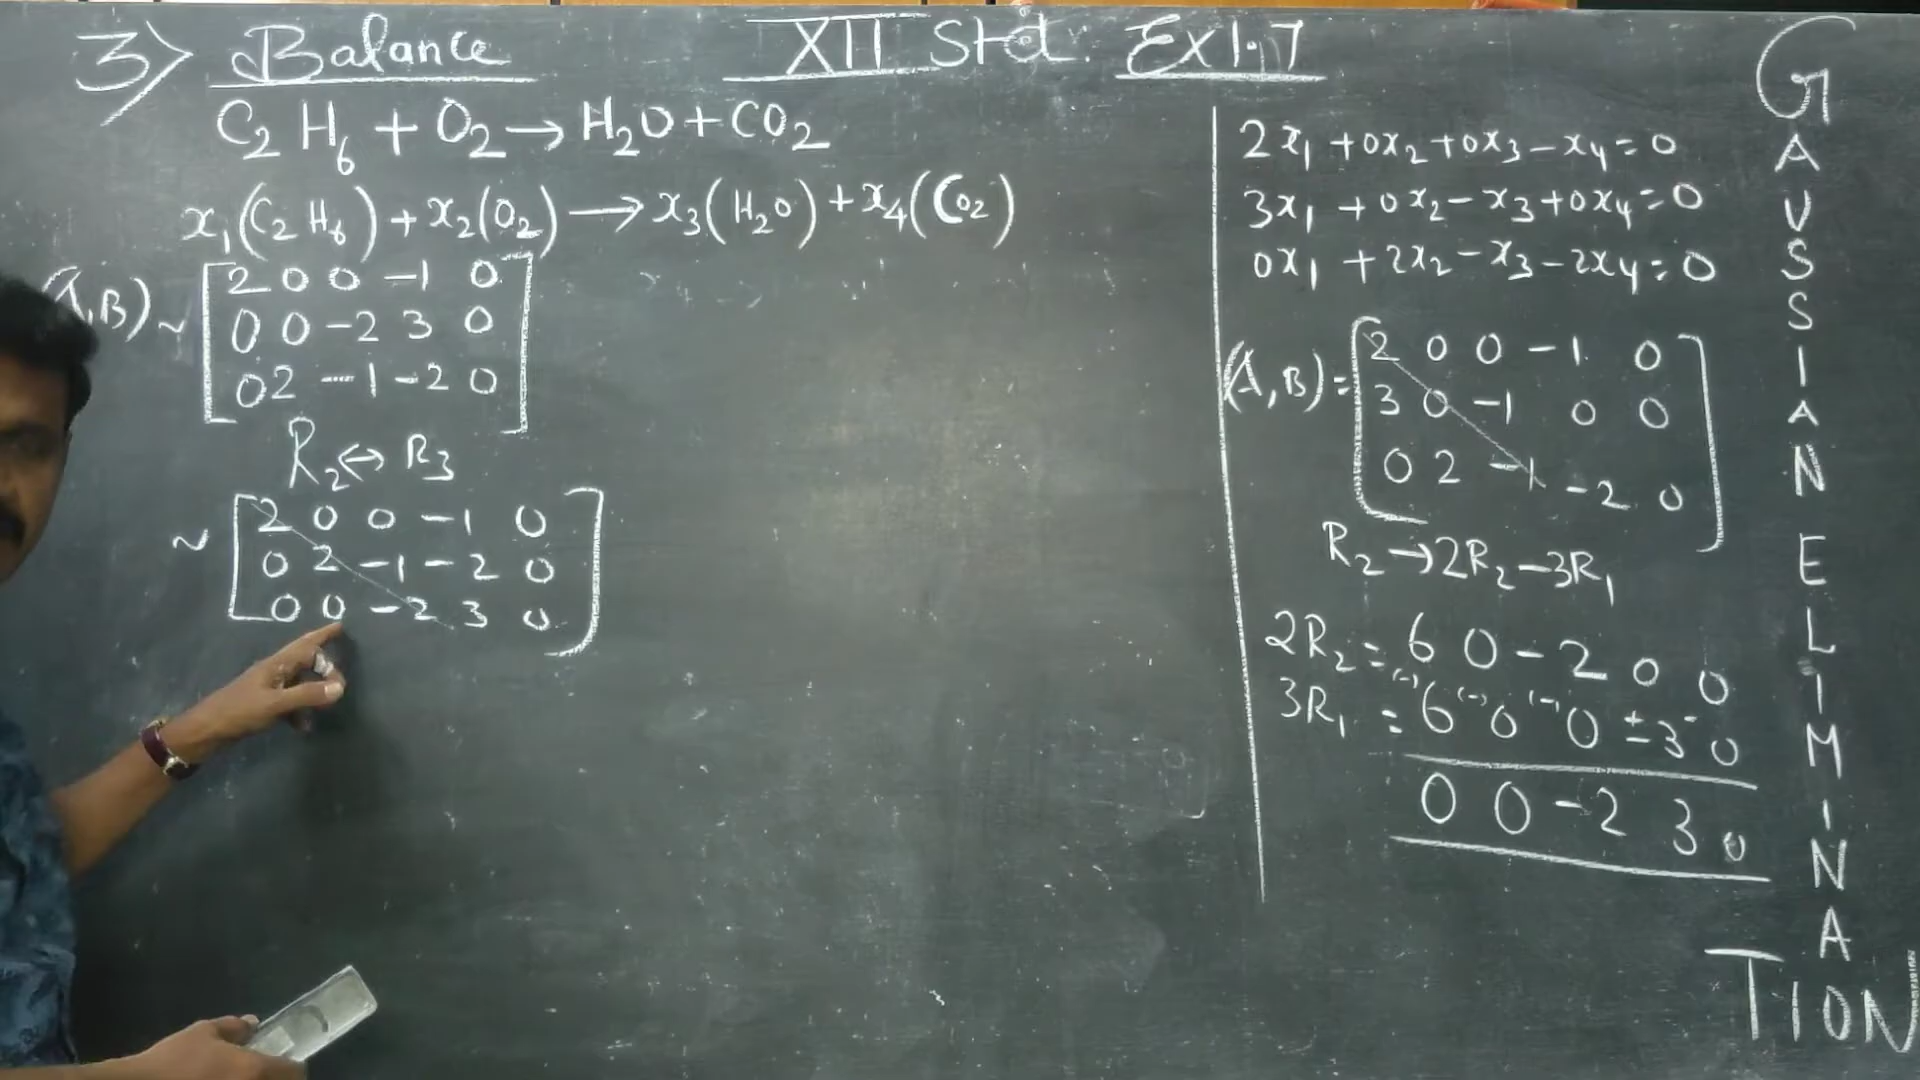 3) Balance
XII Std. Ex 1.7
C₂H₆ + O₂ → H₂O + CO₂
x₁(C₂H₆) + x₂(O₂) → x₃(H₂O) + x₄(CO₂)
(A,B) ~ [2 0 0 -1 0
0 0 -2 3 0
0 2 -1 -2 0]
R₂ ↔ R₃
~ [2 0 0 -1 0
0 2 -1 -2 0
0 0 -2 3 0]
2x₁ + 0x₂ + 0x₃ - x₄ = 0
3x₁ + 0x₂ - x₃ + 0x₄ = 0
0x₁ + 2x₂ - x₃ - 2x₄ = 0
(A,B) = [2 0 0 -1 0
3 0 -1 0 0
0 2 -1 -2 0]
R₂ → 2R₂ - 3R₁
2R₂ = 6 0 -2 0 0
3R₁ = (-)6 (-)0 (-)0 ±3 -0
0 0 -2 3 0
GAUSSIAN ELIMINATION